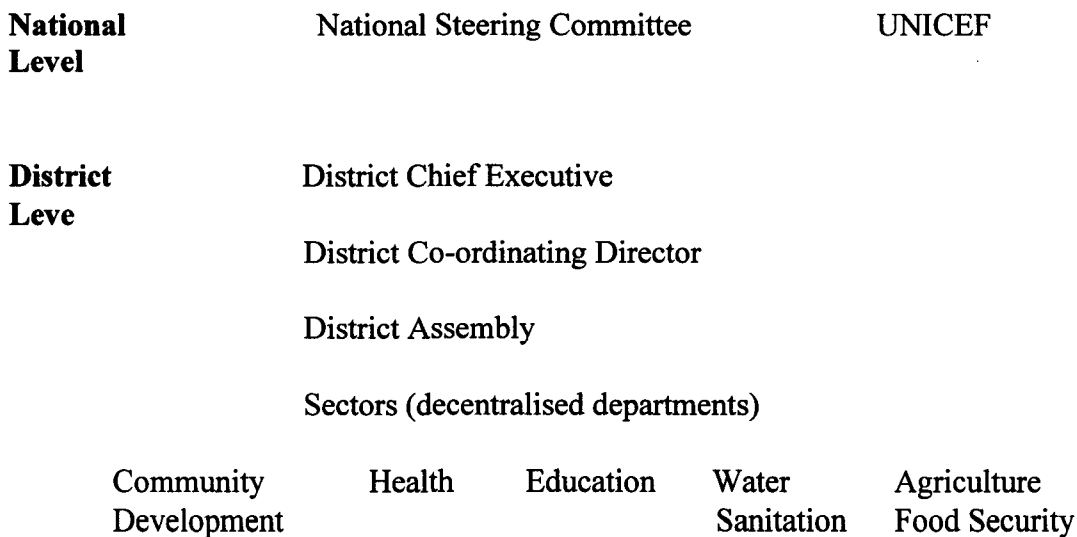 National National Steering Committee UNICEF
Level
District District Chief Executive
Leve
District Co-ordinating Director
District Assembly
Sectors (decentralised departments)
Community Health Education Water Agriculture
Development Sanitation Food Security